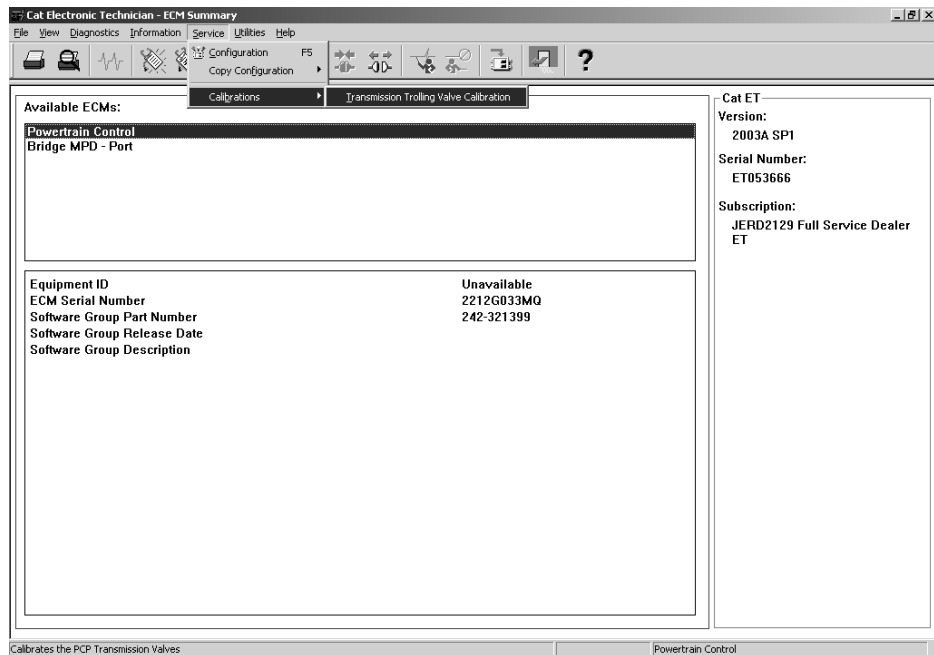 Cat Electronic Technician - ECM Summary
File View Diagnostics Information Service Utilities Help
Configuration F5
Copy Configuration
Calibrations
Transmission Trolling Valve Calibration
?
Available ECMs:
Powertrain Control
Bridge MPD - Port
Equipment ID Unavailable
ECM Serial Number 2212G033MQ
Software Group Part Number 242-321399
Software Group Release Date
Software Group Description
Cat ET
Version:
2003A SP1
Serial Number:
ET053666
Subscription:
JERD2129 Full Service Dealer
ET
Calibrates the PCP Transmission Valves
Powertrain Control